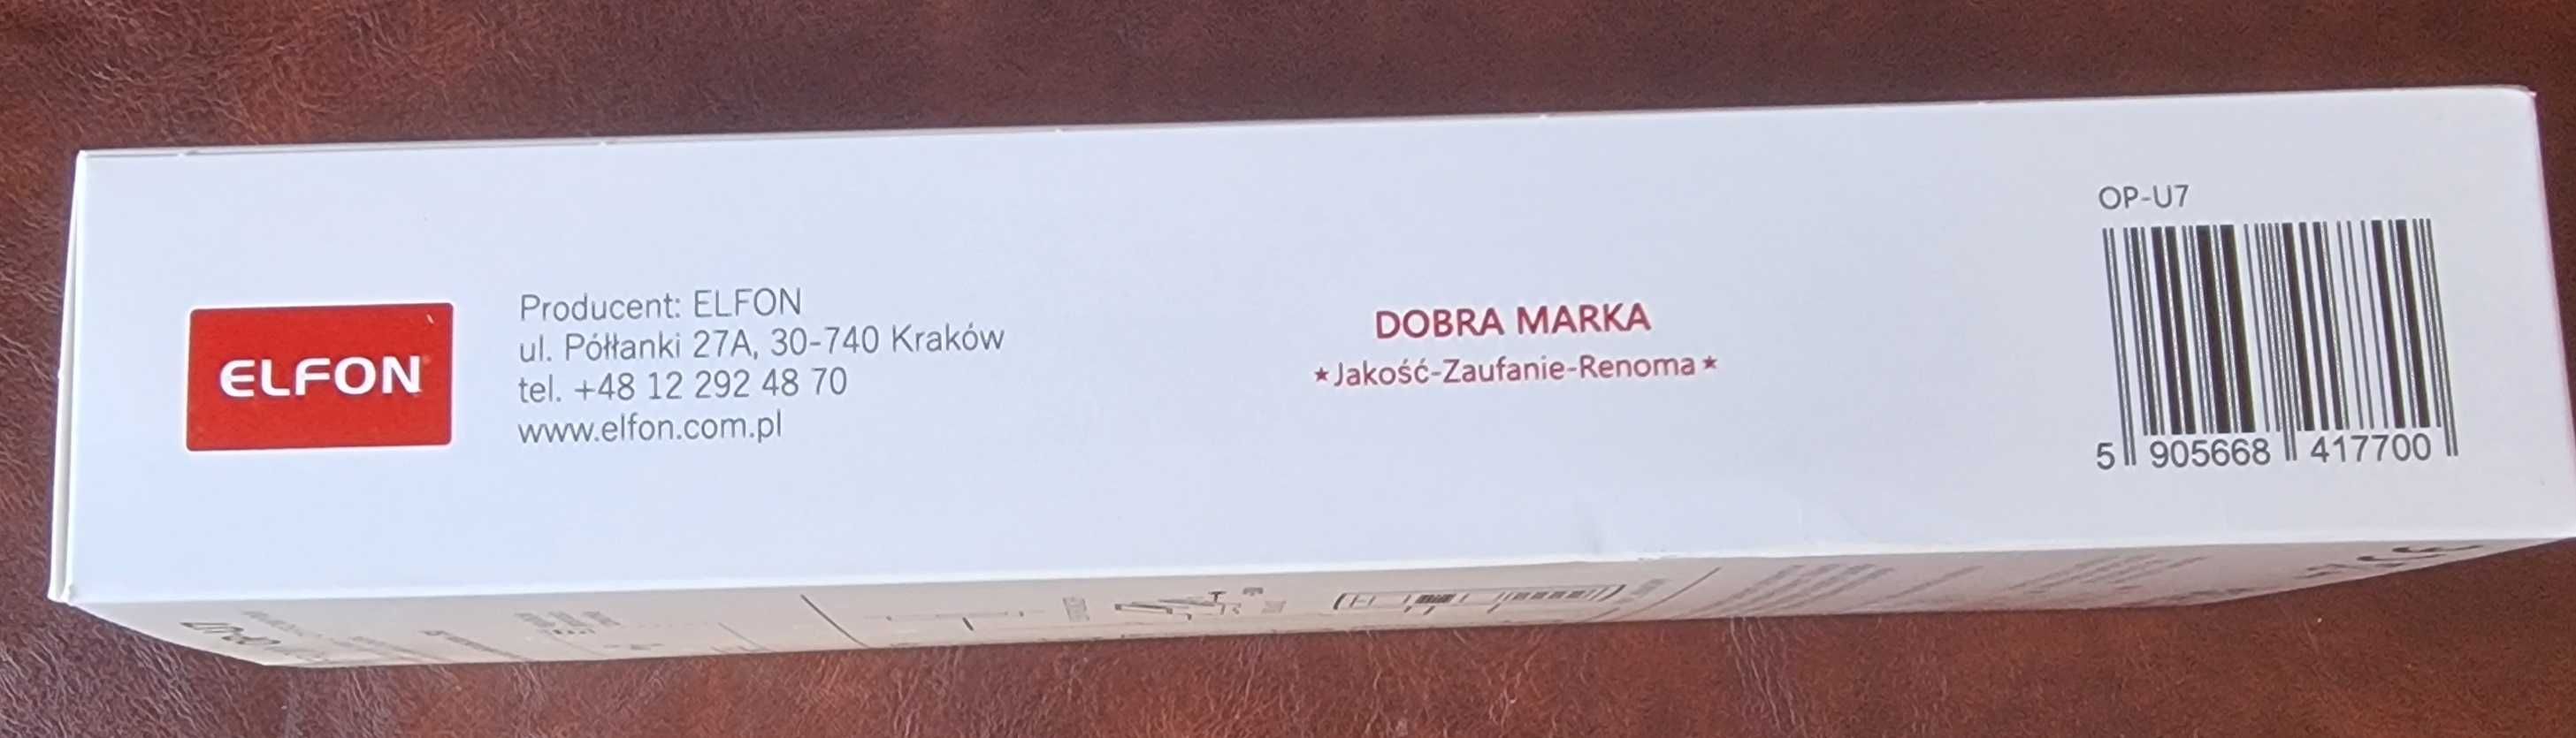 ELFON
Producent: ELFON
ul. Półłanki 27A, 30-740 Kraków
tel. +48 12 292 48 70
www.elfon.com.pl
DOBRA MARKA
★Jakość-Zaufanie-Renoma★
OP-U7
5 905668 417700